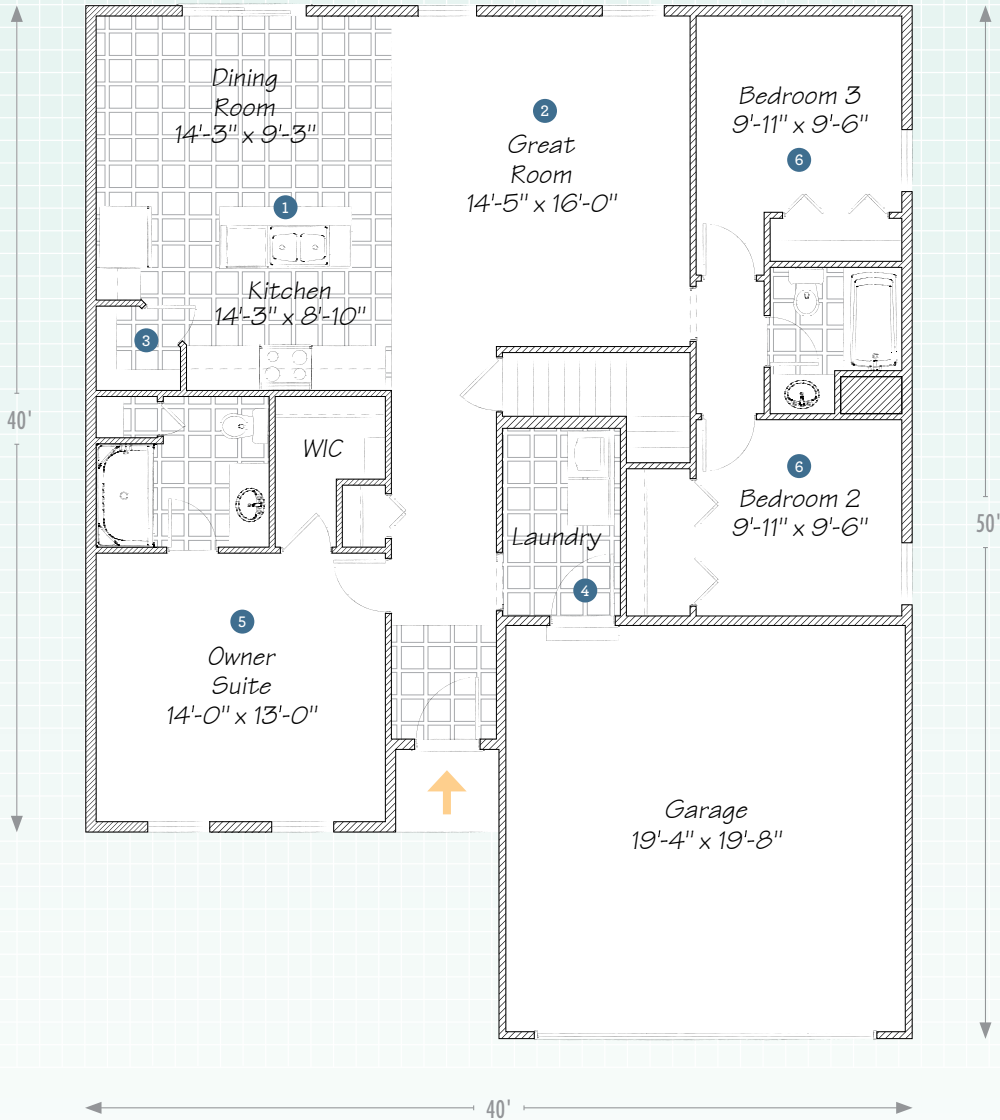 Dining
Room
14'-3" x 9'-3"
1
Kitchen
14'-3" x 8'-10"
3
2
Great
Room
14'-5" x 16'-0"
Bedroom 3
9'-11" x 9'-6"
6
40'
WIC
6
Bedroom 2
9'-11" x 9'-6"
50'
Laundry
4
5
Owner
Suite
14'-0" x 13'-0"
Garage
19'-4" x 19'-8"
40'